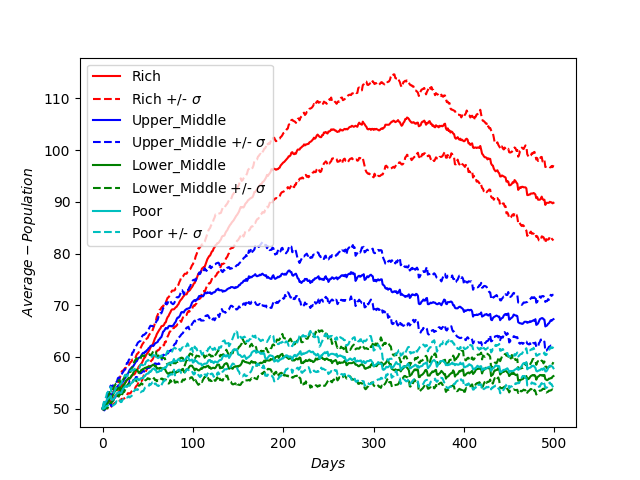 Rich
Rich +/- σ
Upper_Middle
Upper_Middle +/- σ
Lower_Middle
Lower_Middle +/- σ
Poor
Poor +/- σ
110
100
90
80
70
60
50
Average − Population
0 100 200 300 400 500
Days